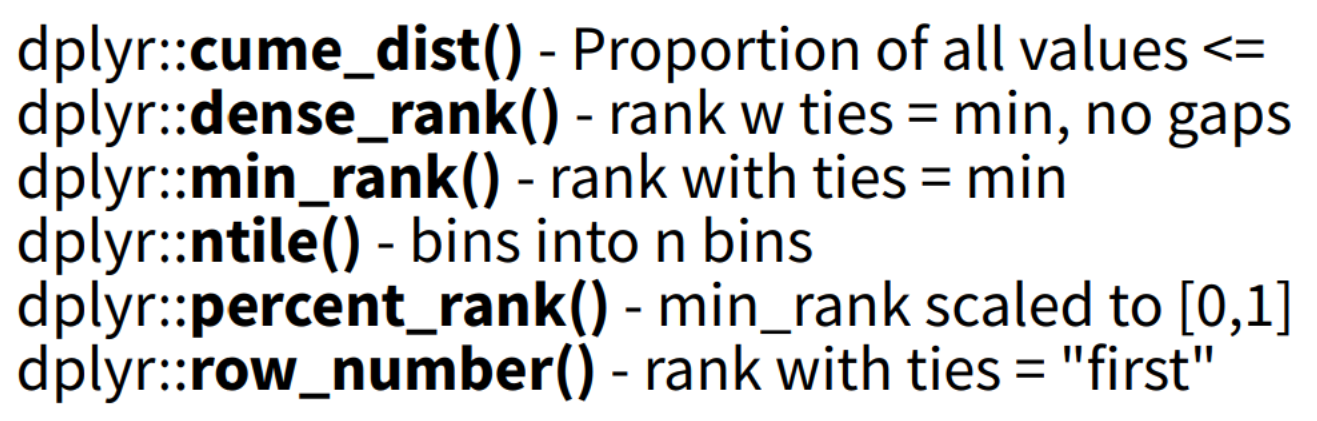 dplyr::cume_dist() - Proportion of all values <=
dplyr::dense_rank() - rank w ties = min, no gaps
dplyr::min_rank() - rank with ties = min
dplyr::ntile() - bins into n bins
dplyr::percent_rank() - min_rank scaled to [0,1]
dplyr::row_number() - rank with ties = "first"